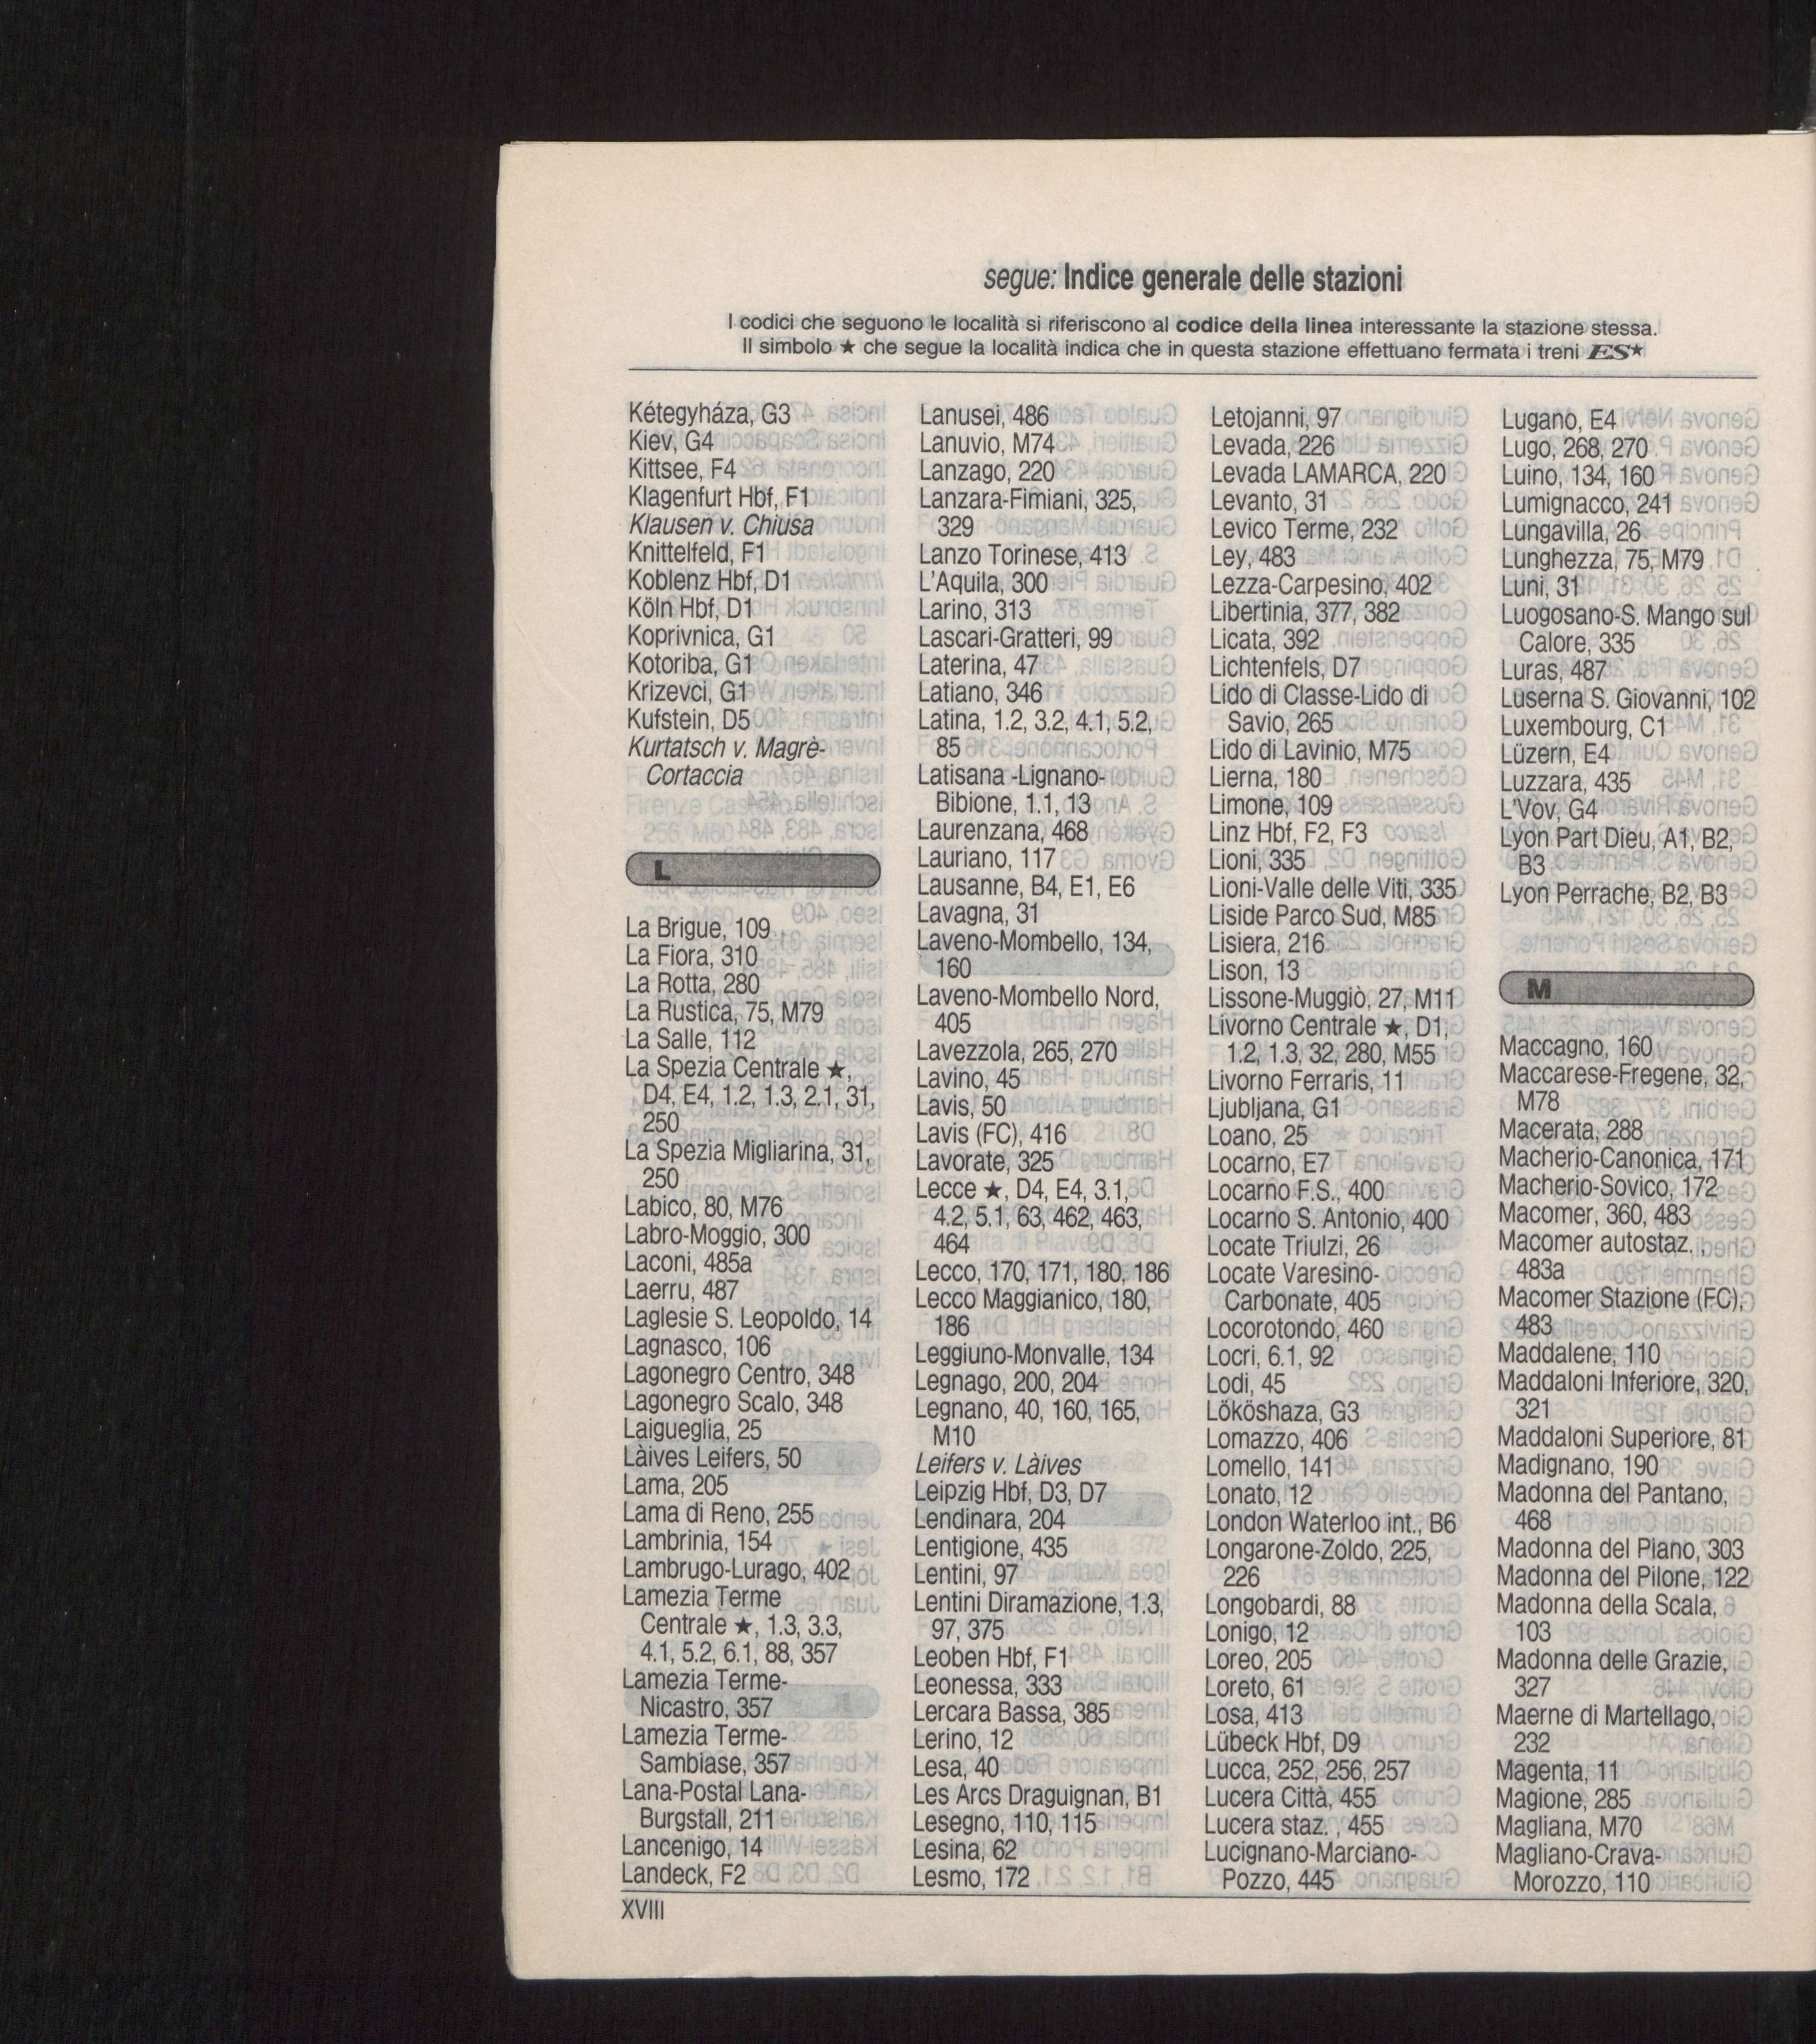 segue: Indice generale delle stazioni
I codici che seguono le località si riferiscono al codice della linea interessante la stazione stessa.
Il simbolo ★ che segue la località indica che in questa stazione effettuano fermata i treni ES★
Kétegyháza, G3
Kiev, G4
Kittsee, F4
Klagenfurt Hbf, F1
Klausen v. Chiusa
Knittelfeld, F1
Koblenz Hbf, D1
Köln Hbf, D1
Koprivnica, G1
Kotoriba, G1
Krizevci, G1
Kufstein, D5
Kurtatsch v. Magrè-
Cortaccia
L
La Brigue, 109
La Fiora, 310
La Rotta, 280
La Rustica, 75, M79
La Salle, 112
La Spezia Centrale ★,
D4, E4, 1.2, 1.3, 2.1, 31,
250
La Spezia Migliarina, 31,
250
Labico, 80, M76
Labro-Moggio, 300
Laconi, 485a
Laerru, 487
Laglesie S. Leopoldo, 14
Lagnasco, 106
Lagonegro Centro, 348
Lagonegro Scalo, 348
Laigueglia, 25
Làives Leifers, 50
Lama, 205
Lama di Reno, 255
Lambrinia, 154
Lambrugo-Lurago, 402
Lamezia Terme
Centrale ★, 1.3, 3.3,
4.1, 5.2, 6.1, 88, 357
Lamezia Terme-
Nicastro, 357
Lamezia Terme-
Sambiase, 357
Lana-Postal Lana-
Burgstall, 211
Lancenigo, 14
Landeck, F2
Lanusei, 486
Lanuvio, M74
Lanzago, 220
Lanzara-Fimiani, 325,
329
Lanzo Torinese, 413
L'Aquila, 300
Larino, 313
Lascari-Gratteri, 99
Laterina, 47
Latiano, 346
Latina, 1.2, 3.2, 4.1, 5.2,
85
Latisana -Lignano-
Bibione, 1.1, 13
Laurenzana, 468
Lauriano, 117
Lausanne, B4, E1, E6
Lavagna, 31
Laveno-Mombello, 134,
160
Laveno-Mombello Nord,
405
Lavezzola, 265, 270
Lavino, 45
Lavis, 50
Lavis (FC), 416
Lavorate, 325
Lecce ★, D4, E4, 3.1,
4.2, 5.1, 63, 462, 463,
464
Lecco, 170, 171, 180, 186
Lecco Maggianico, 180,
186
Leggiuno-Monvalle, 134
Legnago, 200, 204
Legnano, 40, 160, 165,
M10
Leifers v. Làives
Leipzig Hbf, D3, D7
Lendinara, 204
Lentigione, 435
Lentini, 97
Lentini Diramazione, 1.3,
97, 375
Leoben Hbf, F1
Leonessa, 333
Lercara Bassa, 385
Lerino, 12
Lesa, 40
Les Arcs Draguignan, B1
Lesegno, 110, 115
Lesina, 62
Lesmo, 172
Letojanni, 97
Levada, 226
Levada LAMARCA, 220
Levanto, 31
Levico Terme, 232
Ley, 483
Lezza-Carpesino, 402
Libertinia, 377, 382
Licata, 392
Lichtenfels, D7
Lido di Classe-Lido di
Savio, 265
Lido di Lavinio, M75
Lierna, 180
Limone, 109
Linz Hbf, F2, F3
Lioni, 335
Lioni-Valle delle Viti, 335
Liside Parco Sud, M85
Lisiera, 216
Lison, 13
Lissone-Muggiò, 27, M11
Livorno Centrale ★, D1,
1.2, 1.3, 32, 280, M55
Livorno Ferraris, 11
Ljubljana, G1
Loano, 25
Locarno, E7
Locarno F.S., 400
Locarno S. Antonio, 400
Locate Triulzi, 26
Locate Varesino-
Carbonate, 405
Locorotondo, 460
Locri, 6.1, 92
Lodi, 45
Lököshaza, G3
Lomazzo, 406
Lomello, 141
Lonato, 12
London Waterloo int., B6
Longarone-Zoldo, 225,
226
Longobardi, 88
Lonigo, 12
Loreo, 205
Loreto, 61
Losa, 413
Lübeck Hbf, D9
Lucca, 252, 256, 257
Lucera Città, 455
Lucera staz. , 455
Lucignano-Marciano-
Pozzo, 445
Lugano, E4
Lugo, 268, 270
Luino, 134, 160
Lumignacco, 241
Lungavilla, 26
Lunghezza, 75, M79
Luni, 31
Luogosano-S. Mango sul
Calore, 335
Luras, 487
Luserna S. Giovanni, 102
Luxembourg, C1
Lüzern, E4
Luzzara, 435
L'Vov, G4
Lyon Part Dieu, A1, B2,
B3
Lyon Perrache, B2, B3
M
Maccagno, 160
Maccarese-Fregene, 32,
M78
Macerata, 288
Macherio-Canonica, 171
Macherio-Sovico, 172
Macomer, 360, 483
Macomer autostaz. ,
483a
Macomer Stazione (FC),
483
Maddalene, 110
Maddaloni Inferiore, 320,
321
Maddaloni Superiore, 81
Madignano, 190
Madonna del Pantano,
468
Madonna del Piano, 303
Madonna del Pilone, 122
Madonna della Scala,
103
Madonna delle Grazie,
327
Maerne di Martellago,
232
Magenta, 11
Magione, 285
Magliana, M70
Magliano-Crava-
Morozzo, 110
XVIII